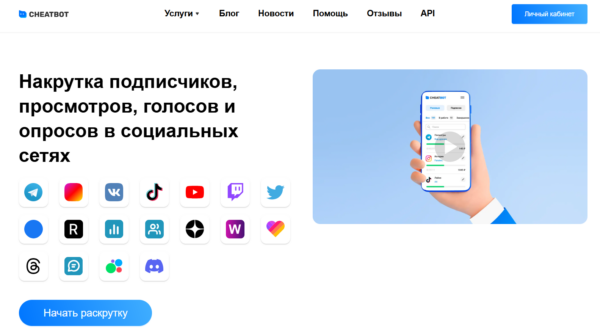 CHEATBOT
Услуги
Блог
Новости
Помощь
Отзывы
API
Личный кабинет
Накрутка подписчиков,
просмотров, голосов и
опросов в социальных
сетях
CHEATBOT
R
W
Начать раскрутку